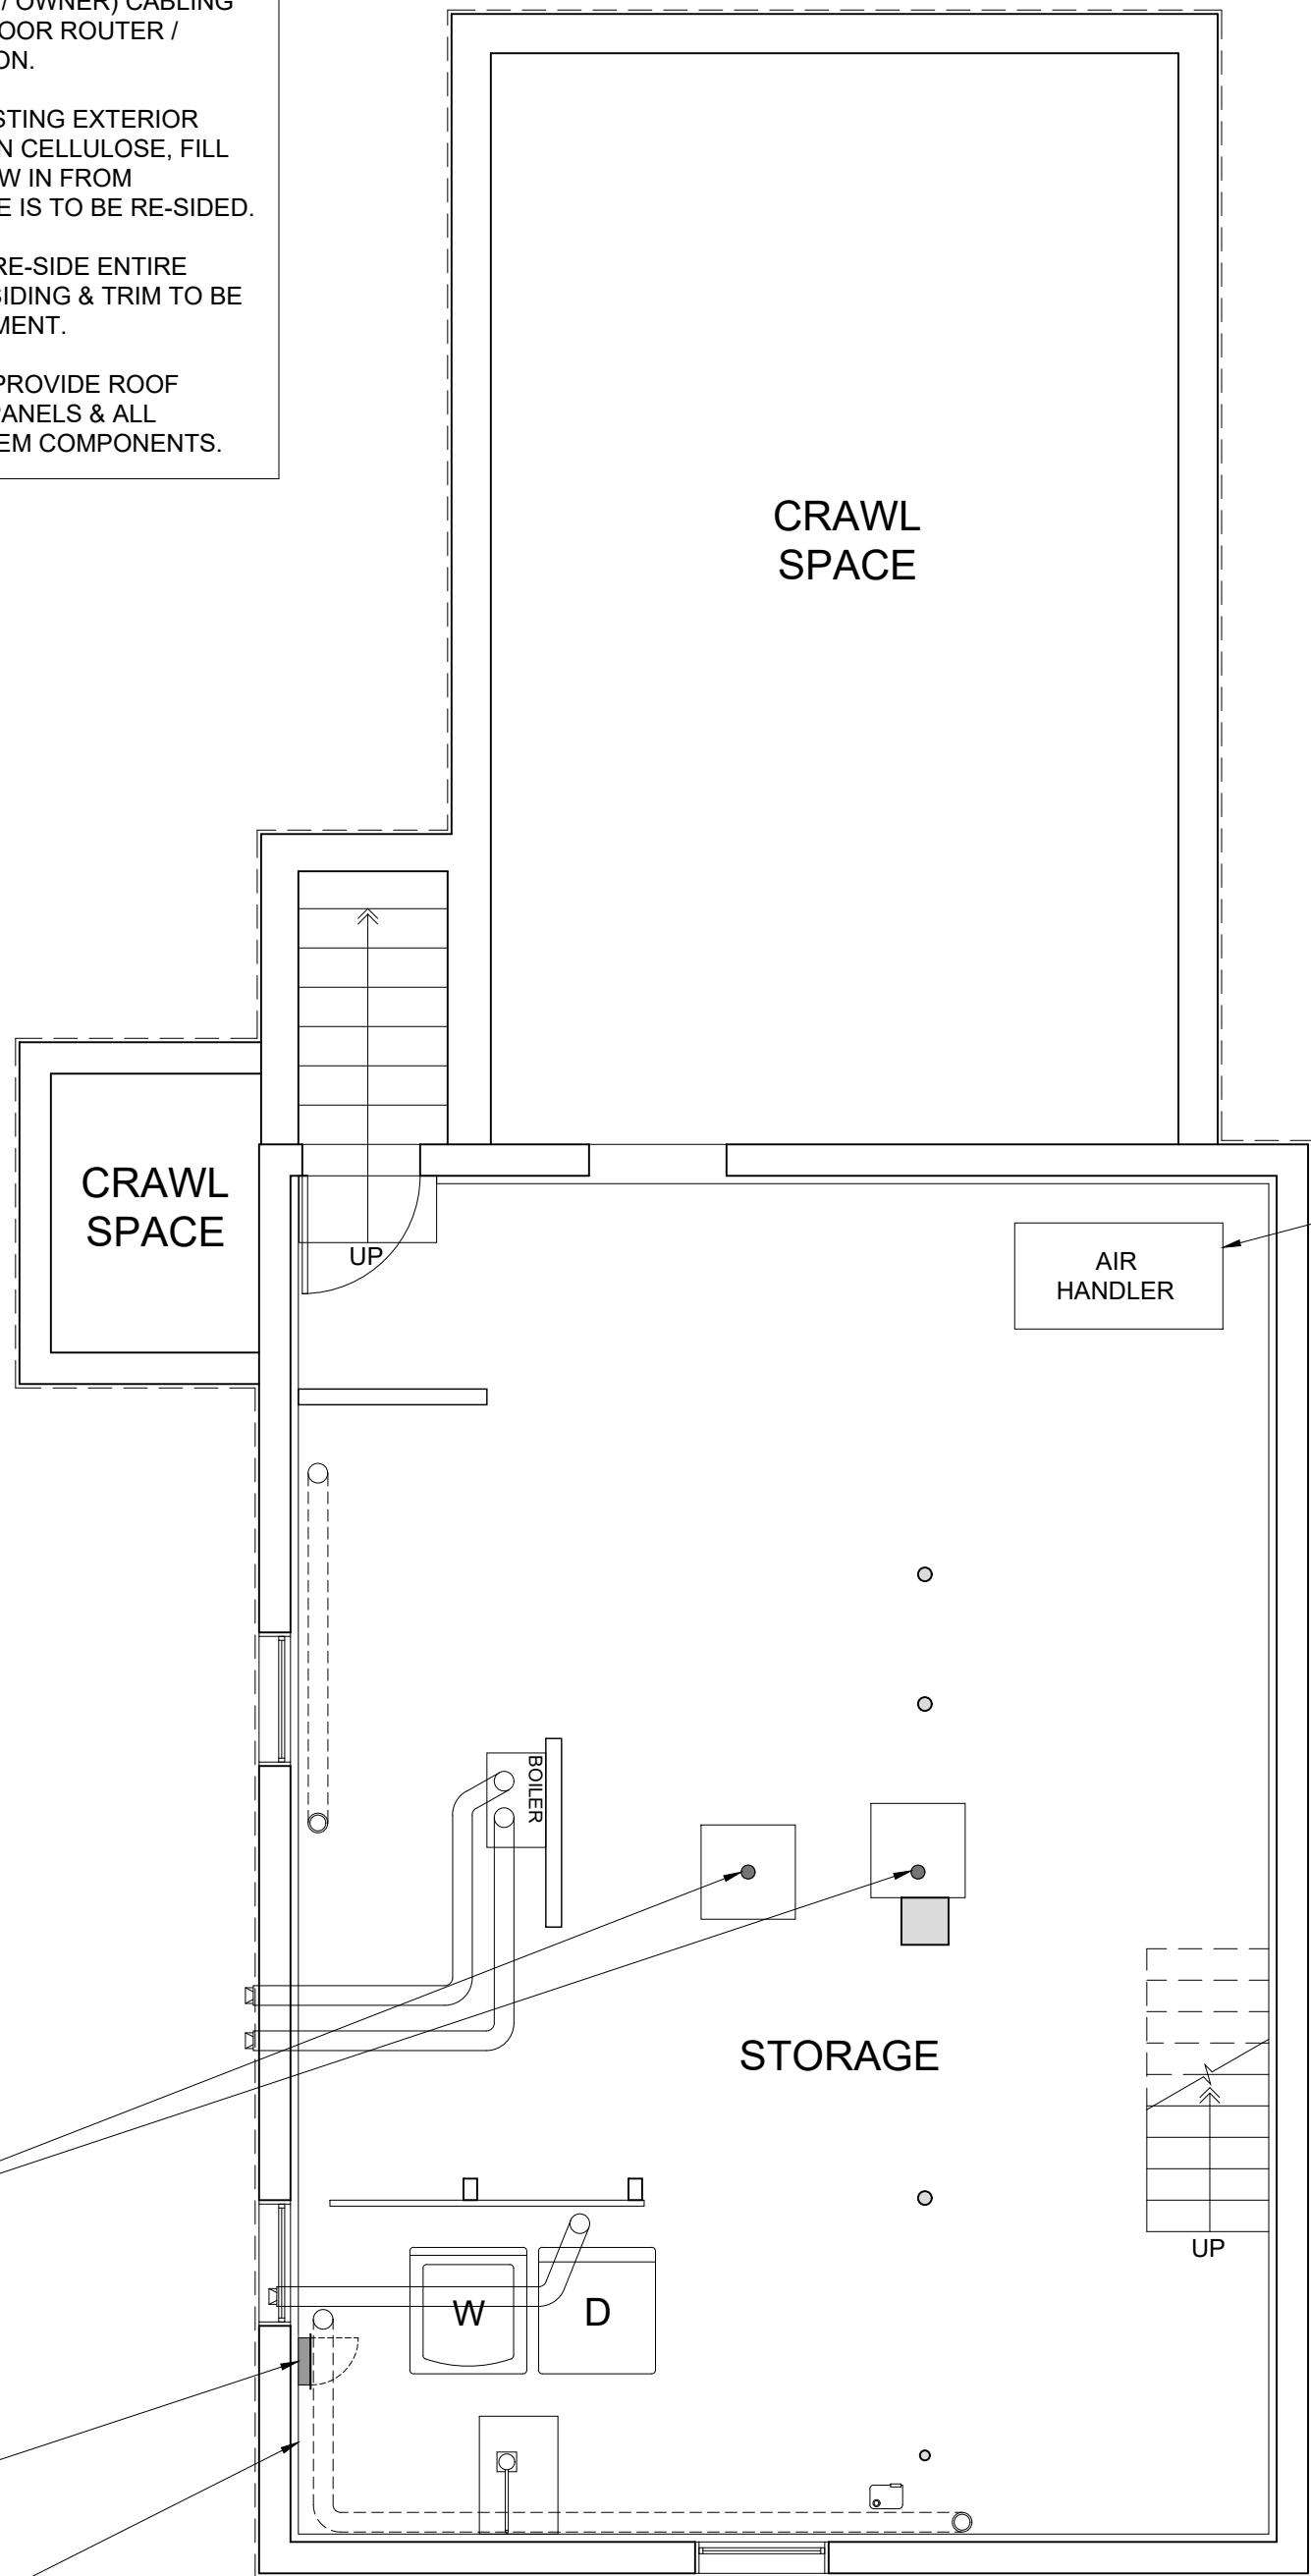 / OWNER) CABLING
OOR ROUTER /
ON.
STING EXTERIOR
N CELLULOSE, FILL
W IN FROM
E IS TO BE RE-SIDED.
RE-SIDE ENTIRE
SIDING & TRIM TO BE
MENT.
PROVIDE ROOF
PANELS & ALL
EM COMPONENTS.
CRAWL
SPACE
CRAWL
SPACE
UP
AIR
HANDLER
BOILER
STORAGE
UP
W
D